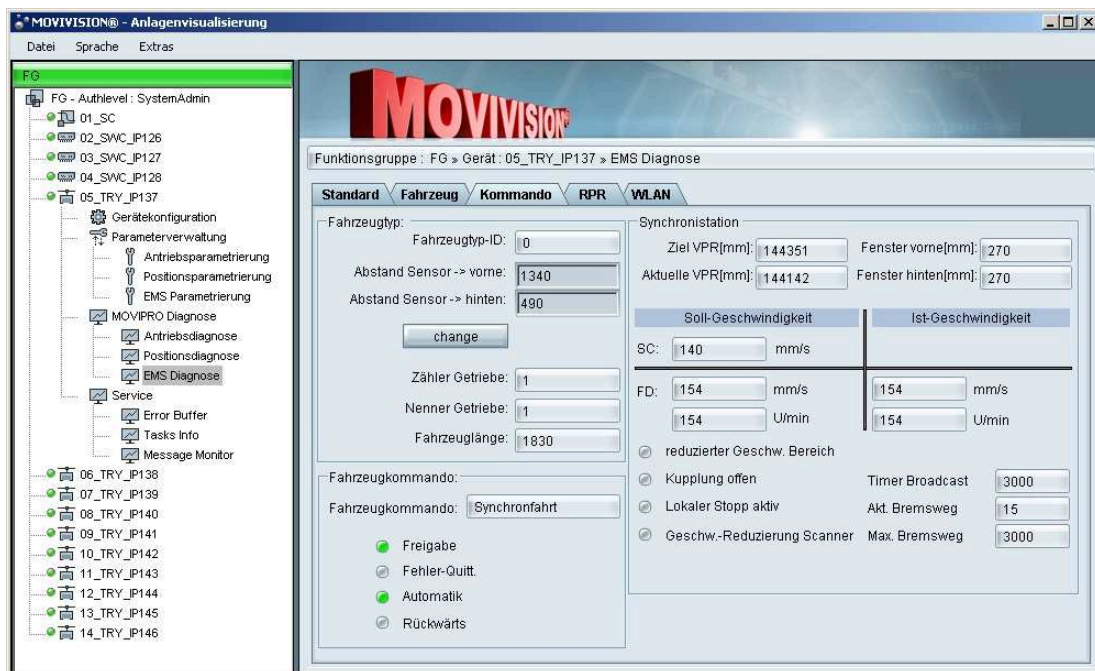 MOVIVISION® - Anlagenvisualisierung
Datei Sprache Extras
FG
FG - Authlevel : SystemAdmin
01_SC
02_SWC_IP126
03_SWC_IP127
04_SWC_IP128
05_TRY_IP137
Gerätekonfiguration
Parameterverwaltung
Antriebsparametrierung
Positionsparametrierung
EMS Parametrierung
MOVIPRO Diagnose
Antriebsdiagnose
Positionsdiagnose
EMS Diagnose
Service
Error Buffer
Tasks Info
Message Monitor
06_TRY_IP138
07_TRY_IP139
08_TRY_IP140
09_TRY_IP141
10_TRY_IP142
11_TRY_IP143
12_TRY_IP144
13_TRY_IP145
14_TRY_IP146
MOVIVISION®
Funktionsgruppe : FG » Gerät : 05_TRY_IP137 » EMS Diagnose
Standard Fahrzeug Kommando RPR WLAN
Fahrzeugtyp:
Fahrzeugtyp-ID: 0
Abstand Sensor -> vorne: 1340
Abstand Sensor -> hinten: 490
change
Zähler Getriebe: 1
Nenner Getriebe: 1
Fahrzeuglänge: 1830
Fahrzeugkommando:
Fahrzeugkommando: Synchronfahrt
Freigabe
Fehler-Quitt.
Automatik
Rückwärts
Synchronistation
Ziel VPR[mm]: 144351 Fenster vorne[mm]: 270
Aktuelle VPR[mm]: 144142 Fenster hinten[mm]: 270
Soll-Geschwindigkeit Ist-Geschwindigkeit
SC: 140 mm/s
FD: 154 mm/s 154 mm/s
154 U/min 154 U/min
reduzierter Geschw. Bereich
Kupplung offen Timer Broadcast 3000
Lokaler Stopp aktiv Akt. Bremsweg 15
Geschw.-Reduzierung Scanner Max. Bremsweg 3000